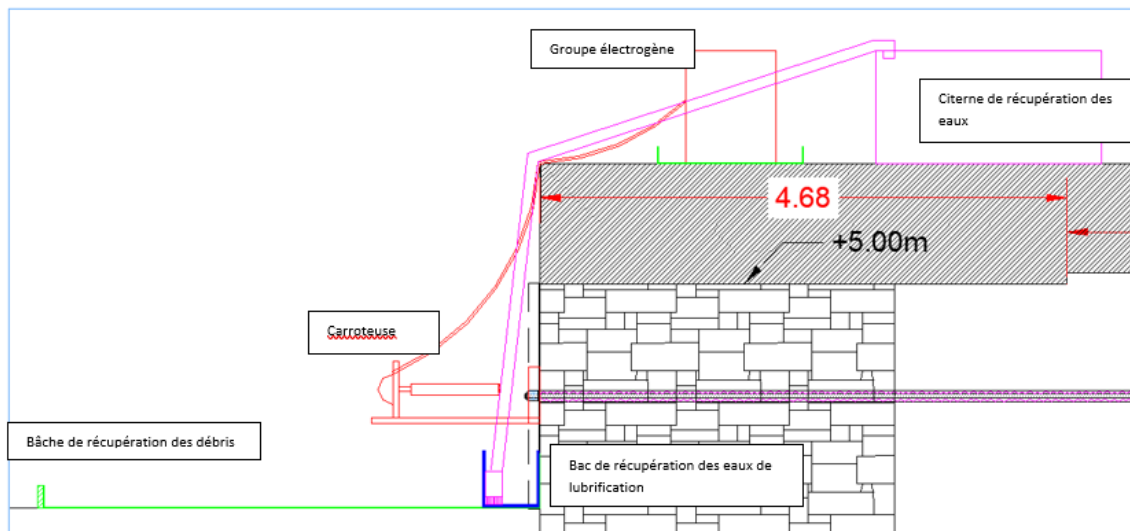 Groupe électrogène
Citerne de récupération des
eaux
4.68
+5.00m
Carroteuse
Bâche de récupération des débris
Bac de récupération des eaux de
lubrification